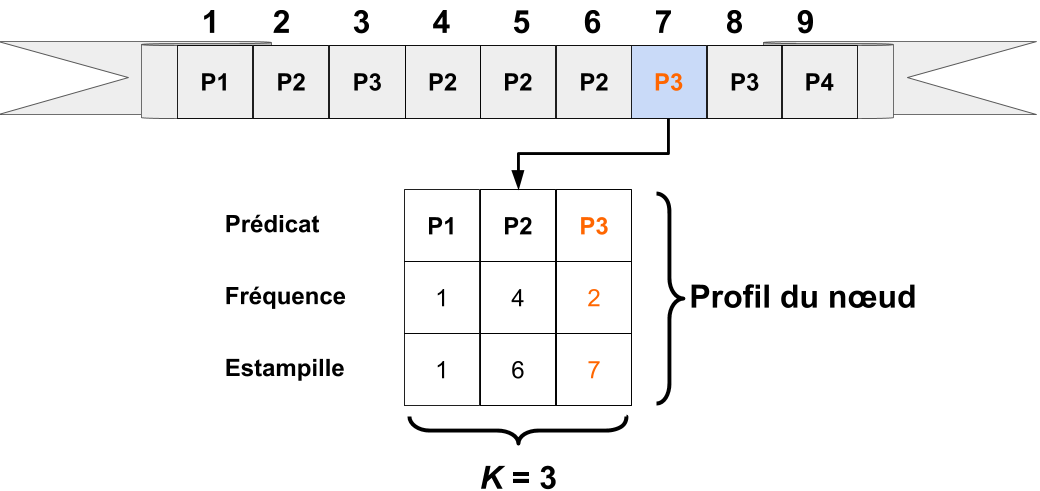 1 2 3 4 5 6 7 8 9
P1 P2 P3 P2 P2 P2 P3 P3 P4
Prédicat P1 P2 P3
Fréquence 1 4 2
Profil du nœud
Estampille 1 6 7
K = 3